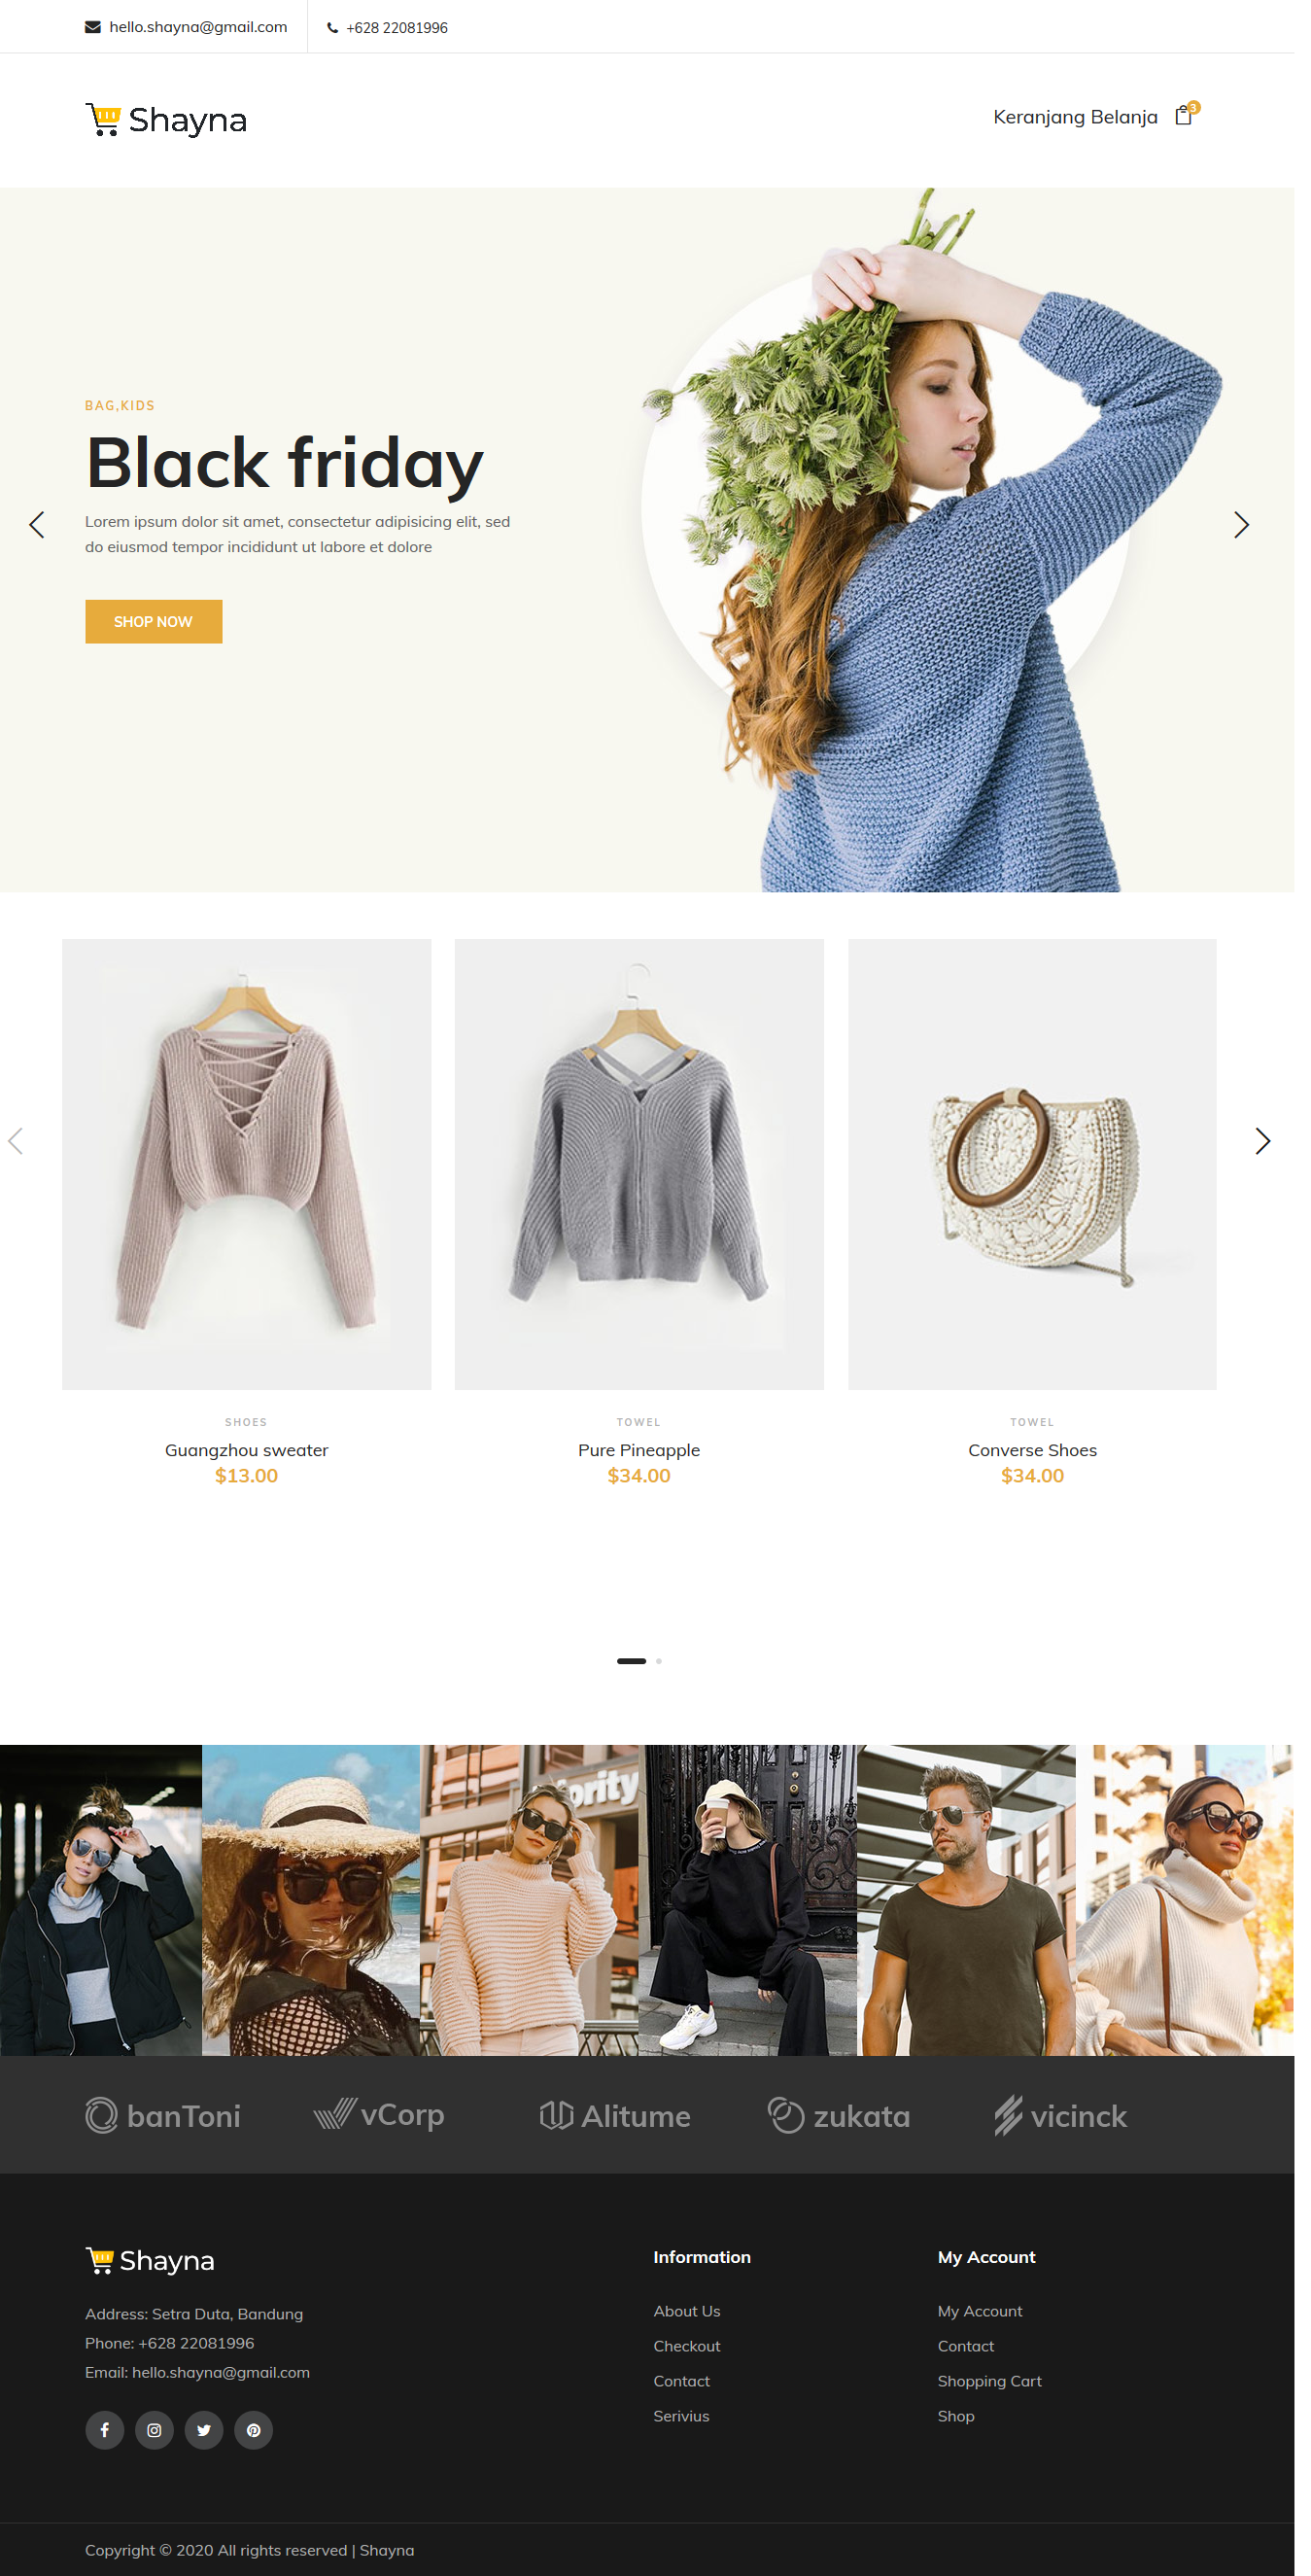 hello.shayna@gmail.com
+628 22081996
Shayna
Keranjang Belanja
3
BAG,KIDS
Black friday
Lorem ipsum dolor sit amet, consectetur adipisicing elit, sed
do eiusmod tempor incididunt ut labore et dolore
SHOP NOW
SHOES
Guangzhou sweater
$13.00
TOWEL
Pure Pineapple
$34.00
TOWEL
Converse Shoes
$34.00
ority
banToni
vCorp
Alitume
zukata
vicinck
Shayna
Address: Setra Duta, Bandung
Phone: +628 22081996
Email: hello.shayna@gmail.com
Information
About Us
Checkout
Contact
Serivius
My Account
My Account
Contact
Shopping Cart
Shop
Copyright © 2020 All rights reserved | Shayna